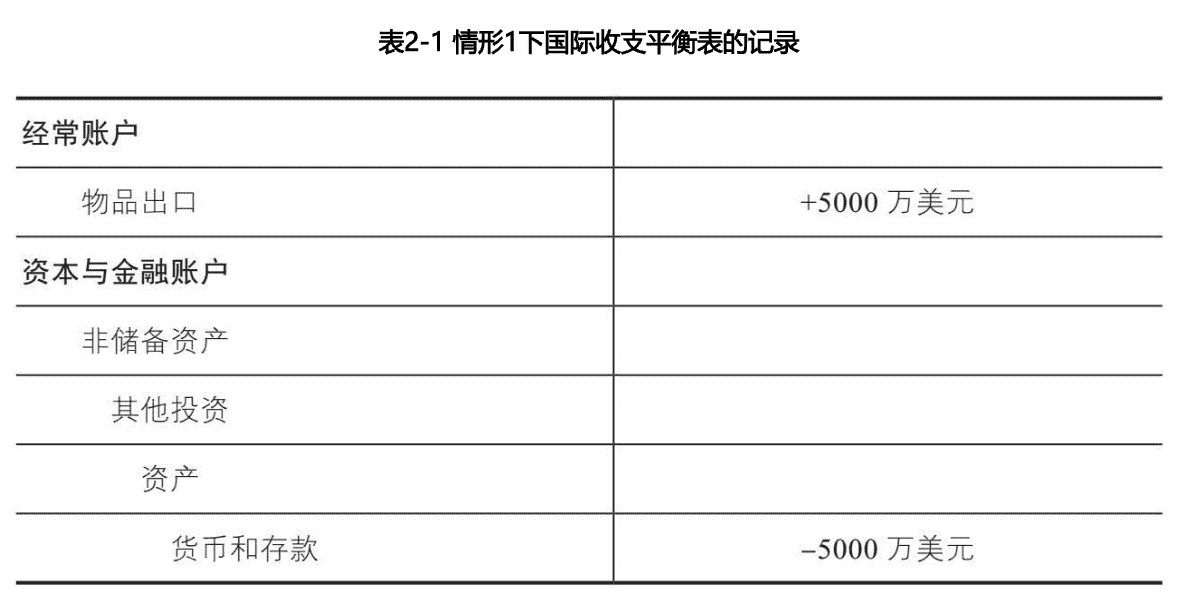 表2-1 情形1下国际收支平衡表的记录
经常账户
物品出口 +5000 万美元
资本与金融账户
非储备资产
其他投资
资产
货币和存款 –5000 万美元